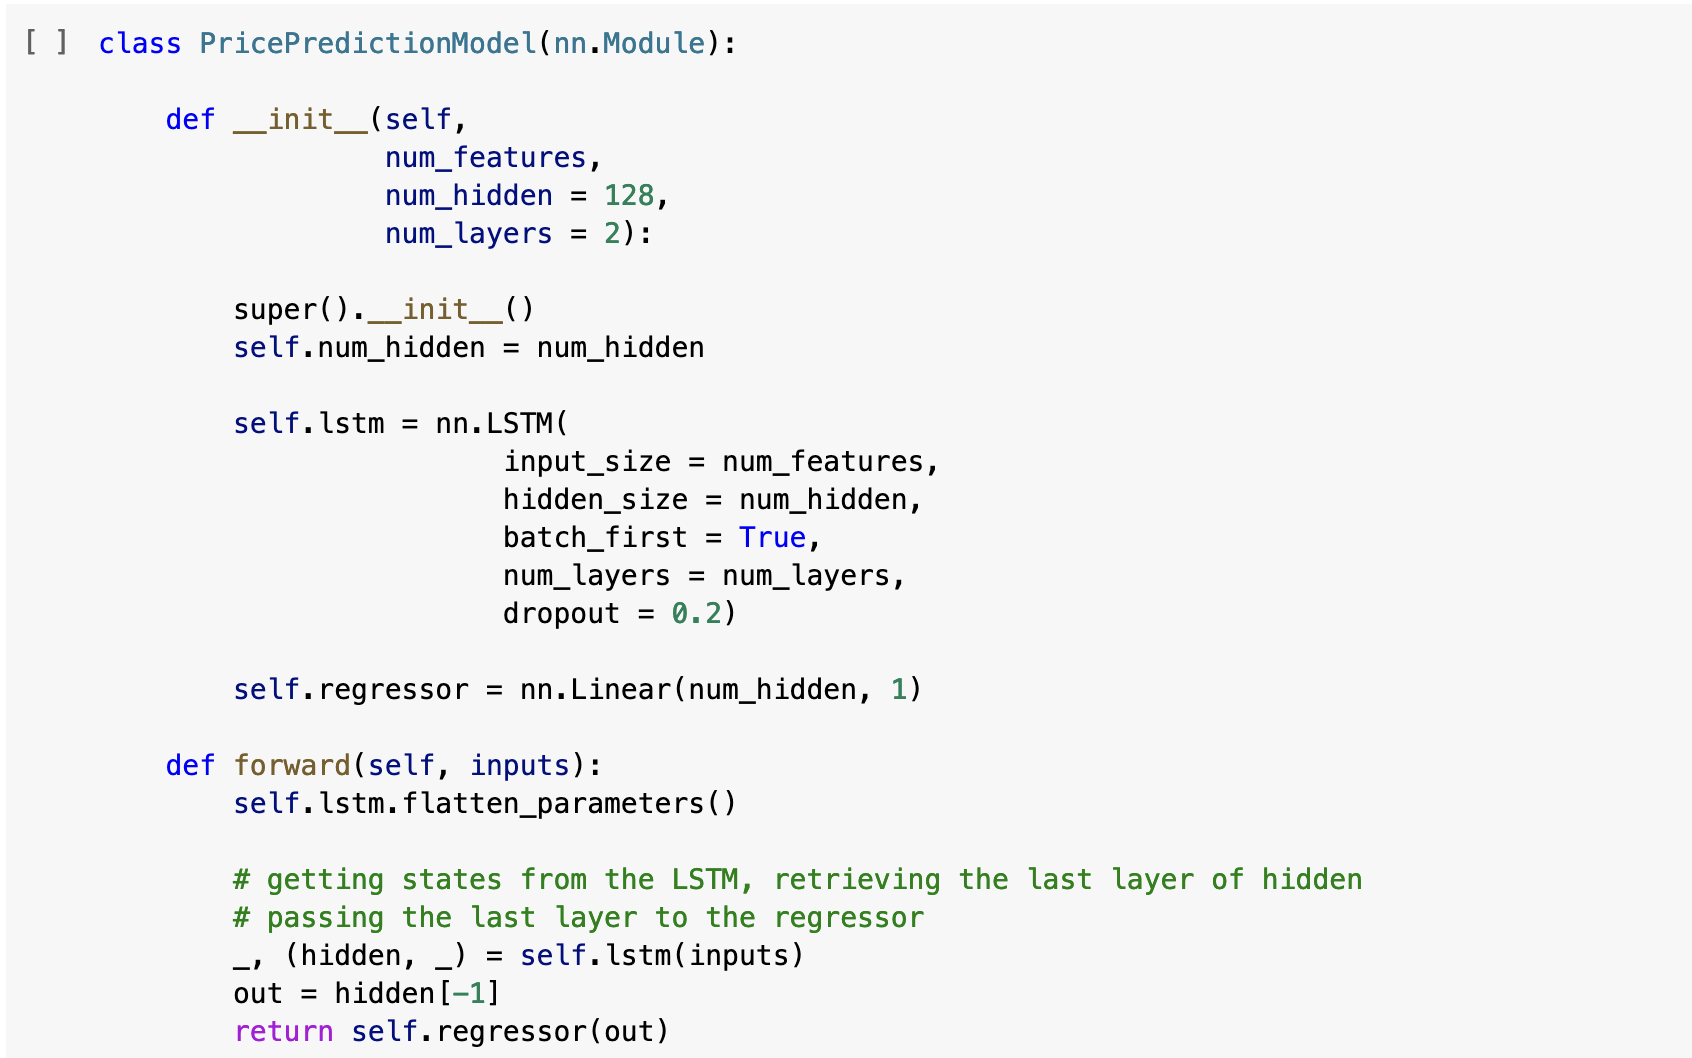 [ ] class PricePredictionModel(nn.Module):
def __init__(self,
num_features,
num_hidden = 128,
num_layers = 2):
super().__init__()
self.num_hidden = num_hidden
self.lstm = nn.LSTM(
input_size = num_features,
hidden_size = num_hidden,
batch_first = True,
num_layers = num_layers,
dropout = 0.2)
self.regressor = nn.Linear(num_hidden, 1)
def forward(self, inputs):
self.lstm.flatten_parameters()
# getting states from the LSTM, retrieving the last layer of hidden
# passing the last layer to the regressor
_, (hidden, _) = self.lstm(inputs)
out = hidden[-1]
return self.regressor(out)